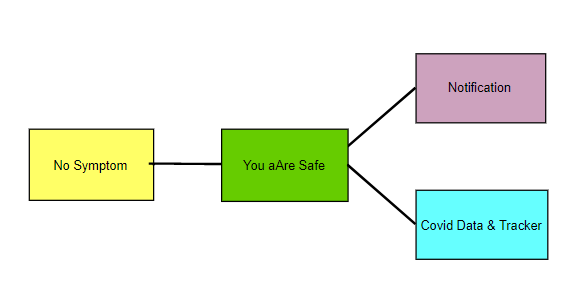 No Symptom
You aAre Safe
Notification
Covid Data & Tracker